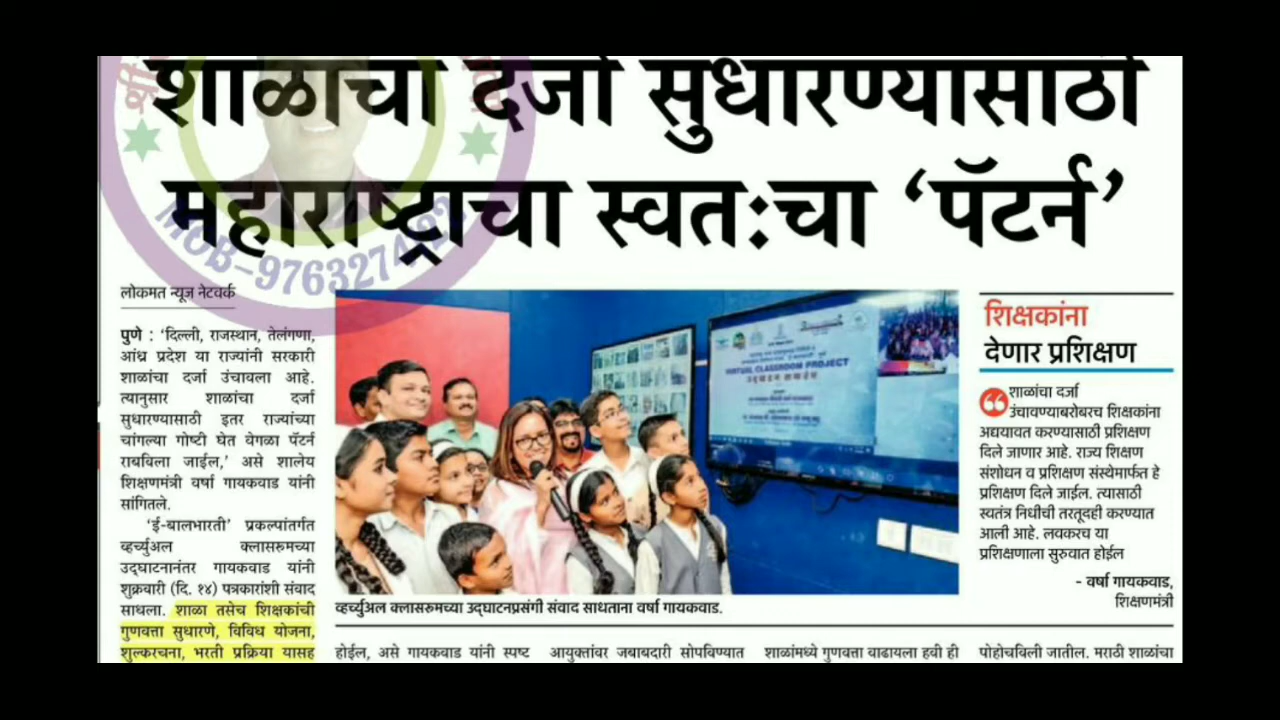 शाळांचा दर्जा सुधारण्यासाठी
महाराष्ट्राचा स्वत:चा ‘पॅटर्न’
MOB-9763274
लोकमत न्यूज नेटवर्क
पुणे : ‘दिल्ली, राजस्थान, तेलंगणा,
आंध्र प्रदेश या राज्यांनी सरकारी
शाळांचा दर्जा उंचावला आहे.
त्यानुसार शाळांचा दर्जा
सुधारण्यासाठी इतर राज्यांच्या
चांगल्या गोष्टी घेत वेगळा पॅटर्न
राबविला जाईल,’ असे शालेय
शिक्षणमंत्री वर्षा गायकवाड यांनी
सांगितले.
‘ई-बालभारती’ प्रकल्पांतर्गत
व्हर्च्युअल क्लासरूमच्या
उद्घाटनानंतर गायकवाड यांनी
शुक्रवारी (दि. १४) पत्रकारांशी संवाद
साधला. शाळा तसेच शिक्षकांची
गुणवत्ता सुधारणे, विविध योजना,
शुल्करचना, भरती प्रक्रिया यासह
VIRTUAL CLASSROOM PROJECT
व्हर्च्युअल क्लासरूमच्या उद्घाटनप्रसंगी संवाद साधताना वर्षा गायकवाड.
होईल, असे गायकवाड यांनी स्पष्ट
आयुक्तांवर जबाबदारी सोपविण्यात
शाळांमध्ये गुणवत्ता वाढायला हवी ही
शिक्षकांना
देणार प्रशिक्षण
शाळांचा दर्जा
उंचावण्याबरोबरच शिक्षकांना
अद्ययावत करण्यासाठी प्रशिक्षण
दिले जाणार आहे. राज्य शिक्षण
संशोधन व प्रशिक्षण संस्थेमार्फत हे
प्रशिक्षण दिले जाईल. त्यासाठी
स्वतंत्र निधीची तरतूदही करण्यात
आली आहे. लवकरच या
प्रशिक्षणाला सुरुवात होईल
- वर्षा गायकवाड,
शिक्षणमंत्री
पोहोचविली जातील. मराठी शाळांचा